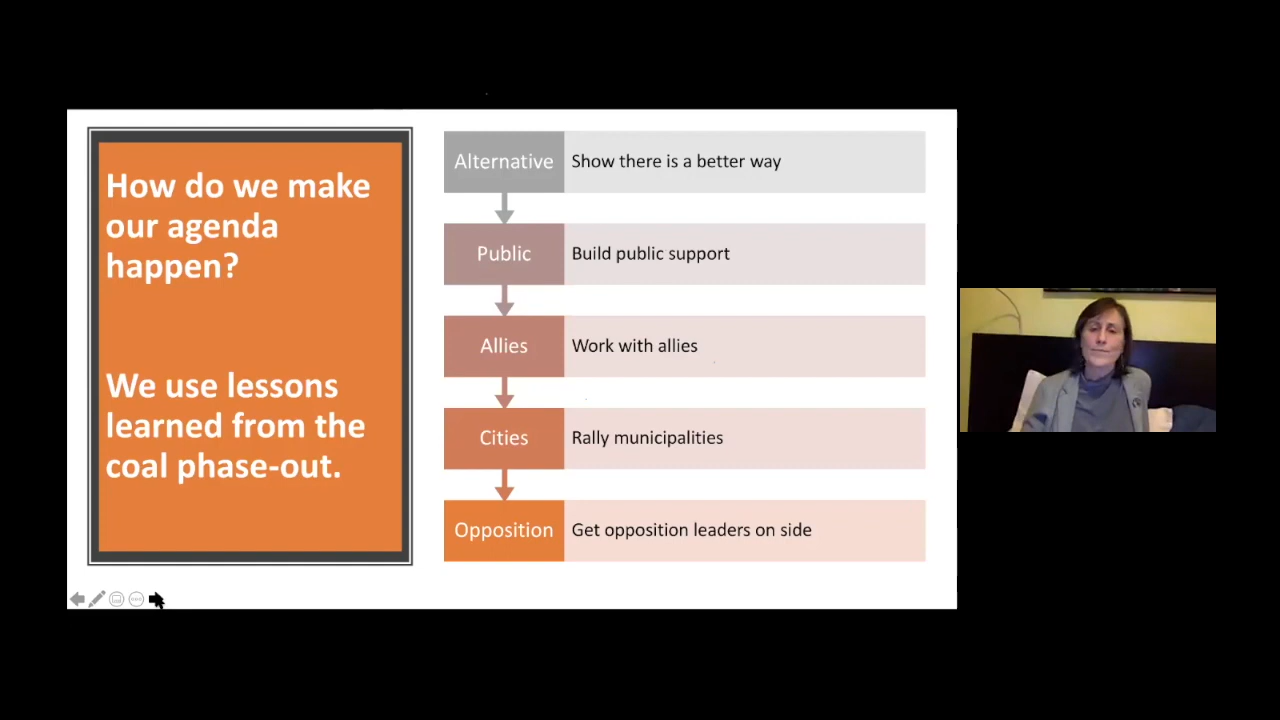 How do we make
our agenda
happen?
We use lessons
learned from the
coal phase-out.
Alternative Show there is a better way
Public Build public support
Allies Work with allies
Cities Rally municipalities
Opposition Get opposition leaders on side